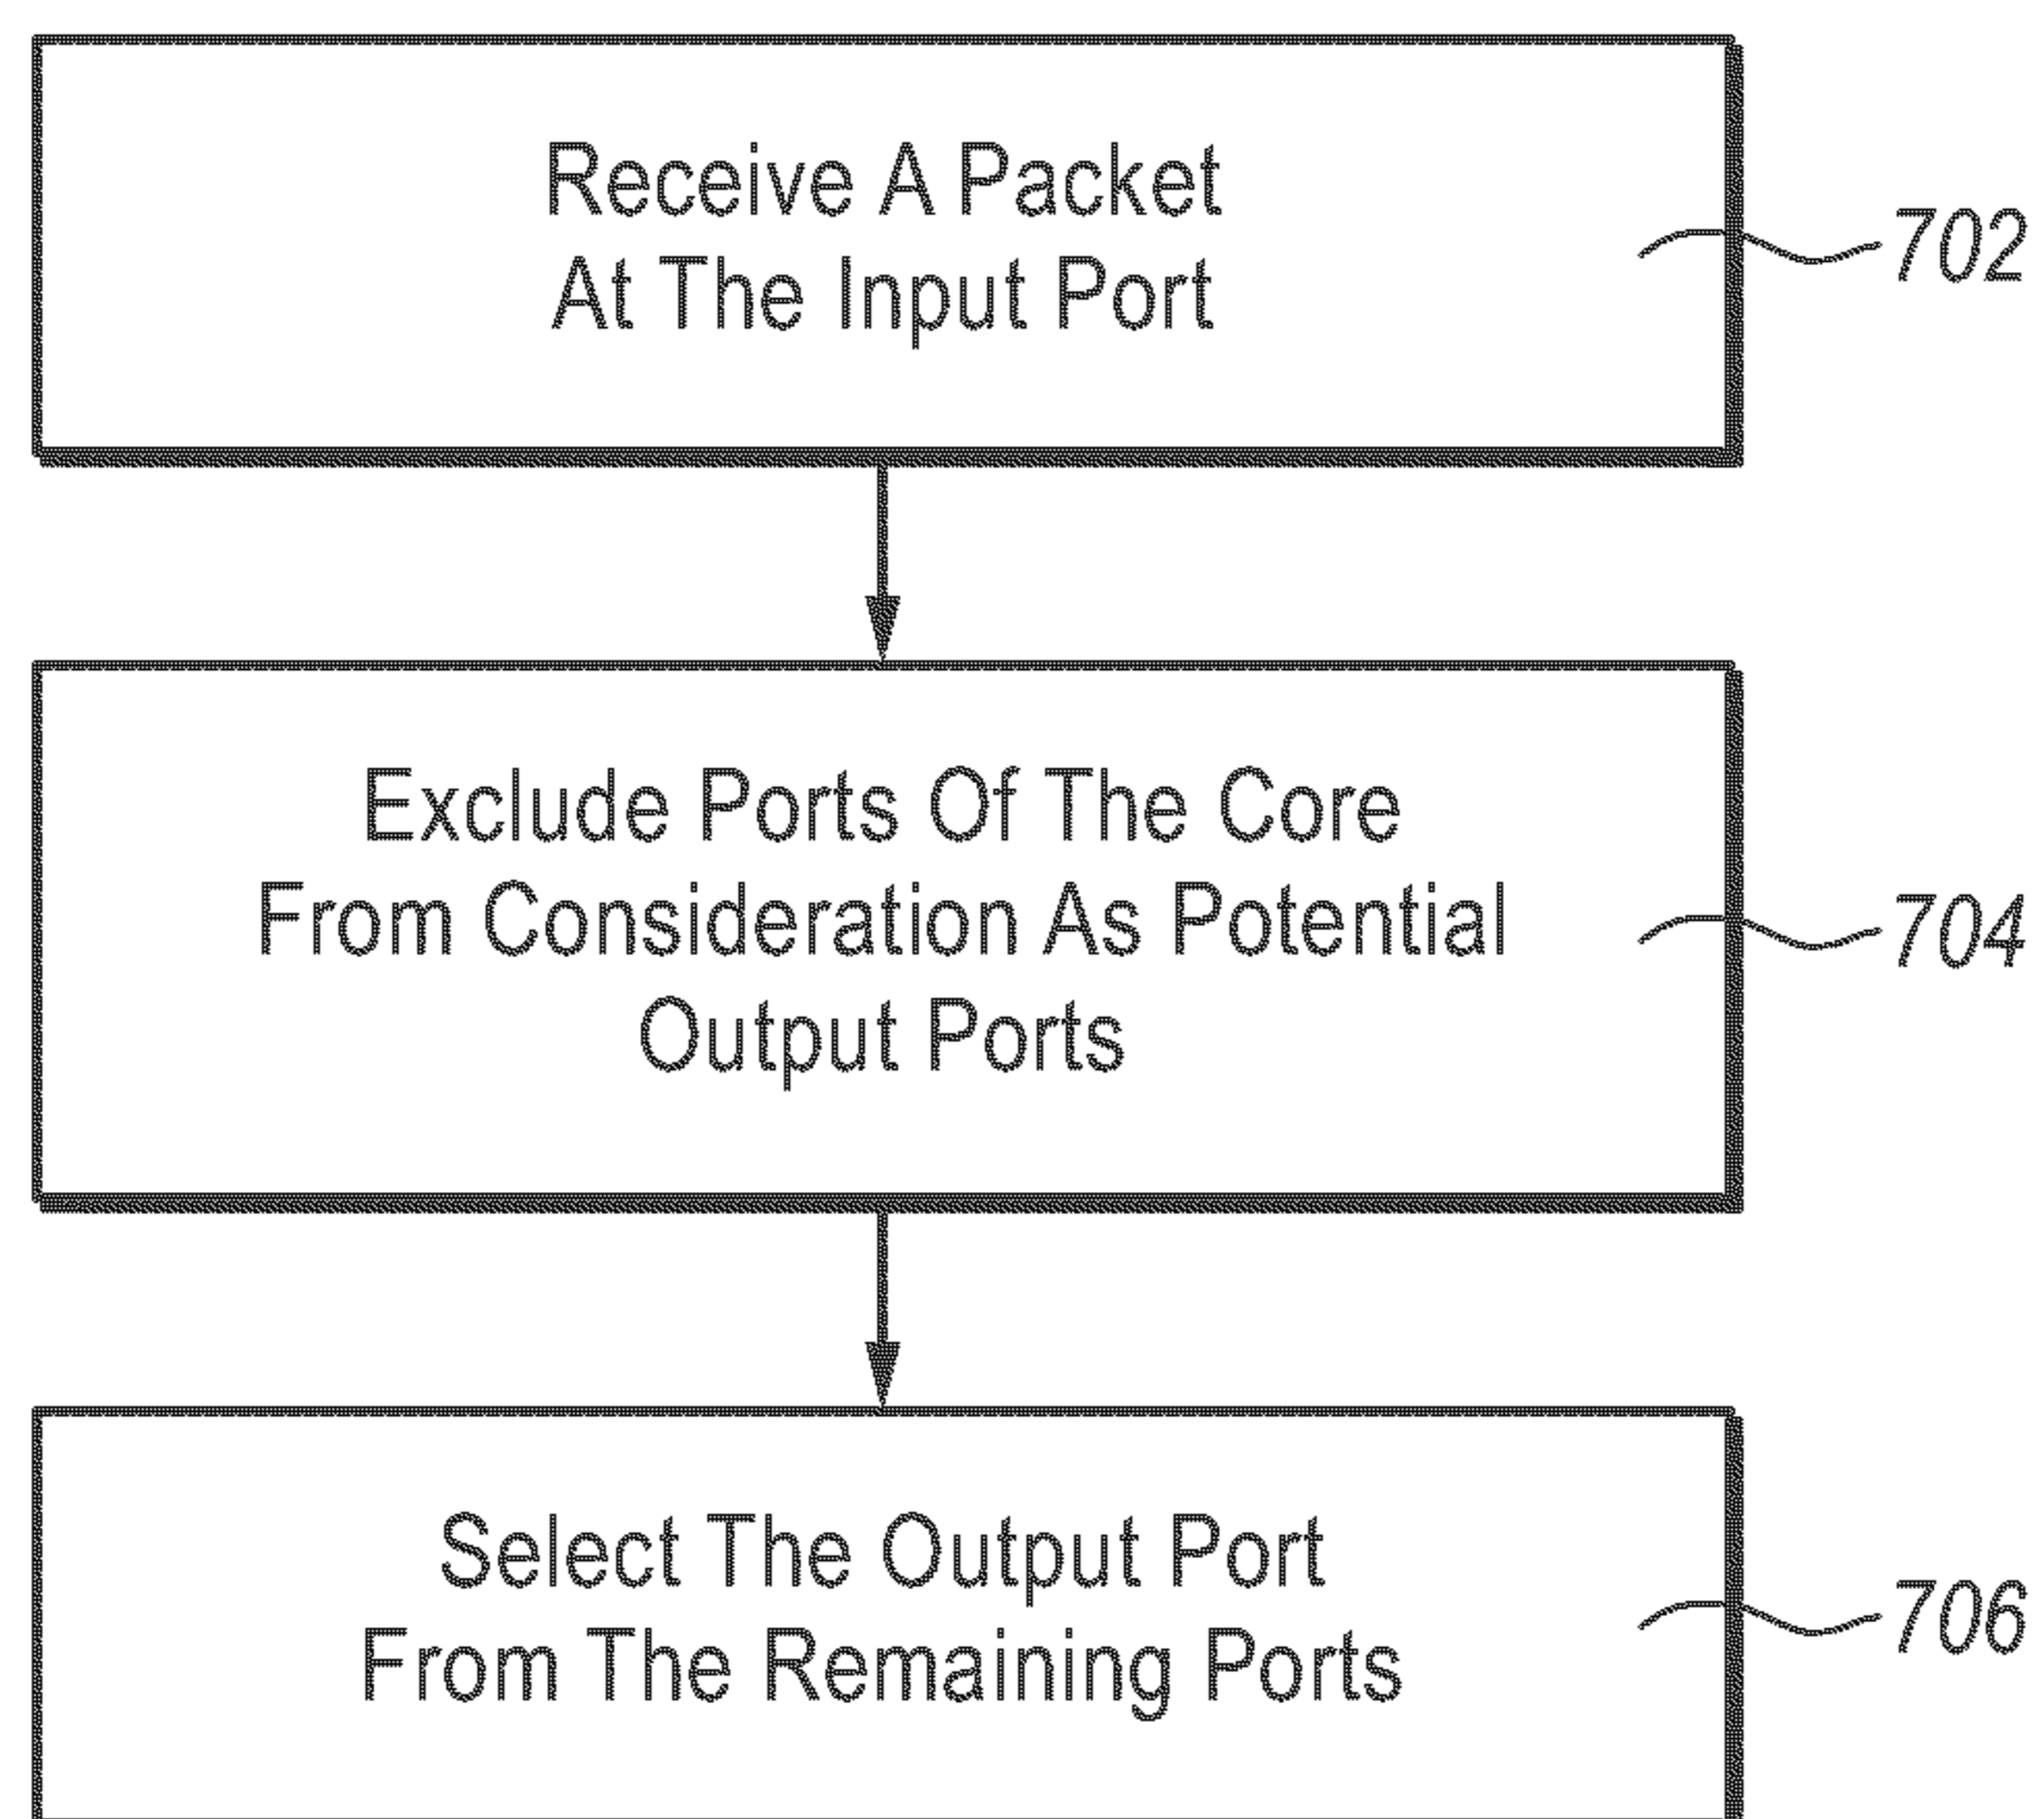 Receive A Packet
At The Input Port
702
Exclude Ports Of The Core
From Consideration As Potential
Output Ports
704
Select The Output Port
From The Remaining Ports
706